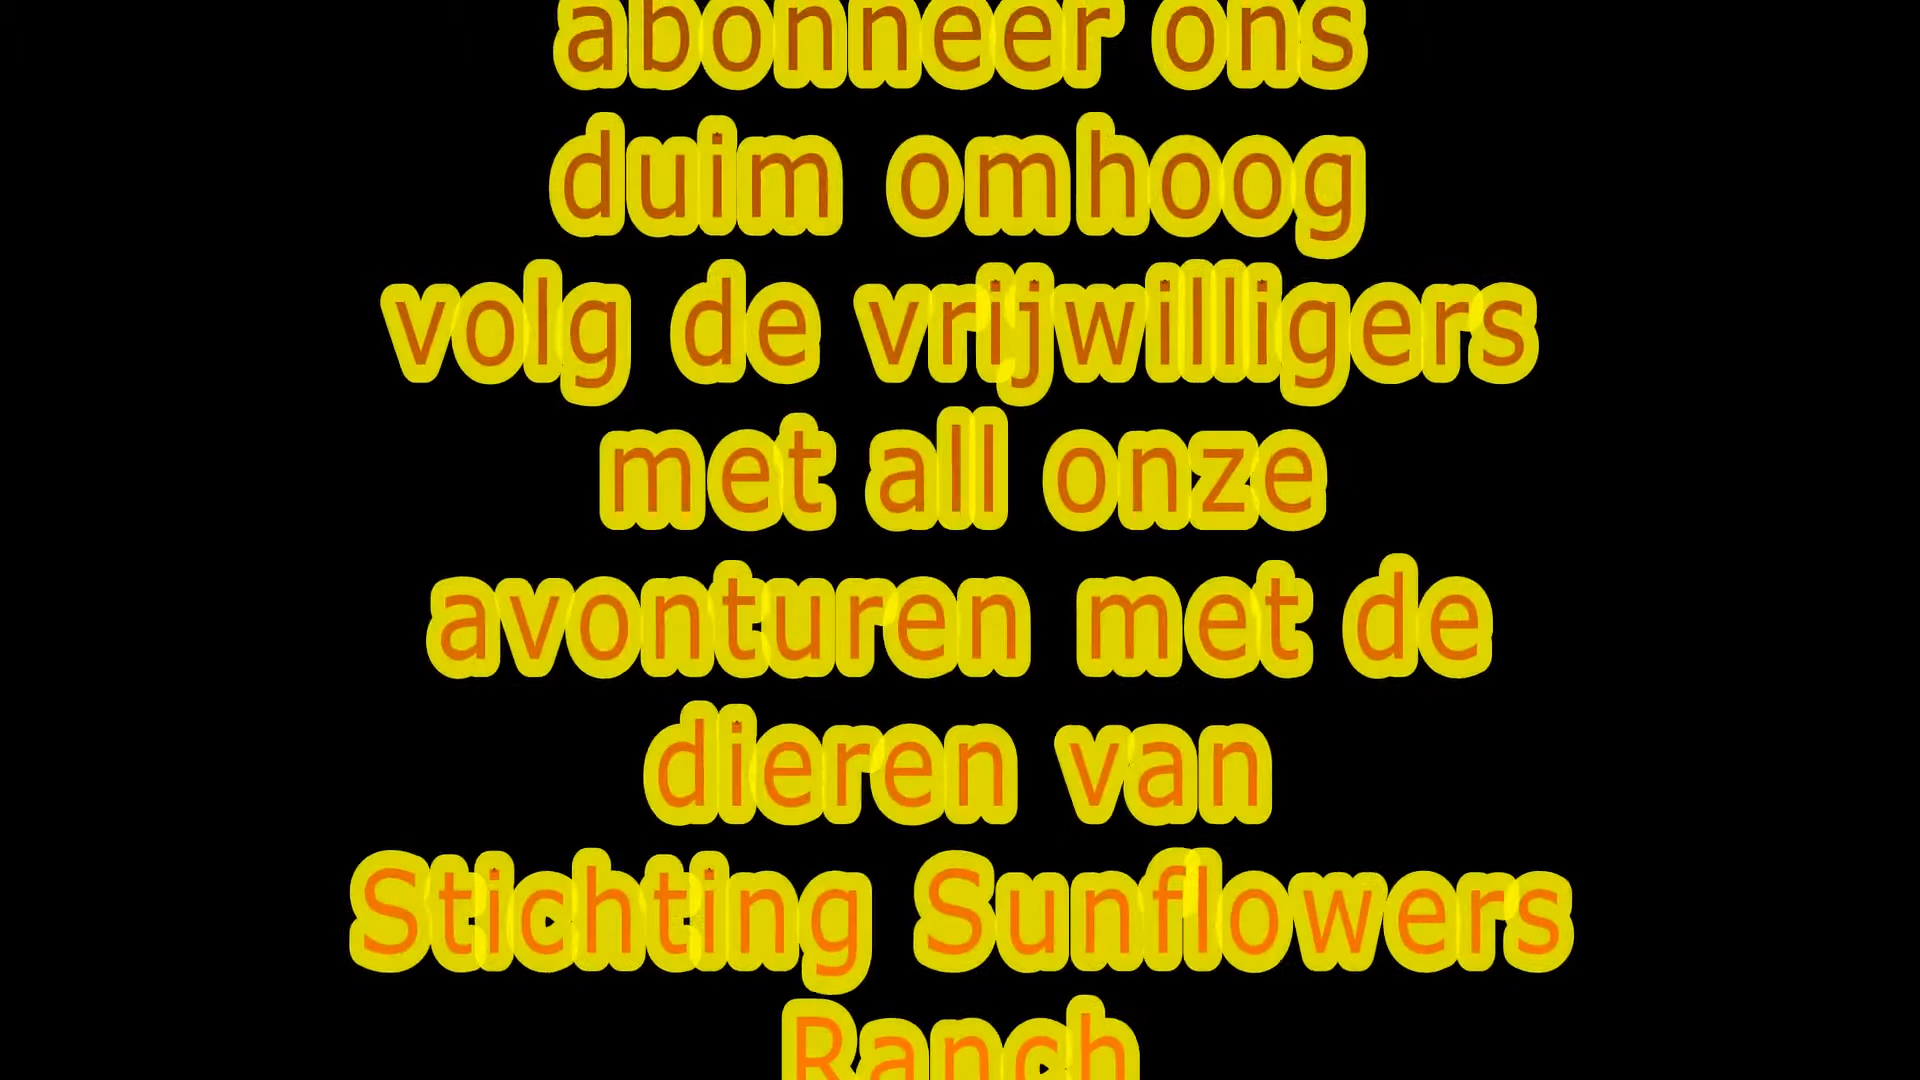 abonneer ons
duim omhoog
volg de vrijwilligers
met all onze
avonturen met de
dieren van
Stichting Sunflowers
Ranch